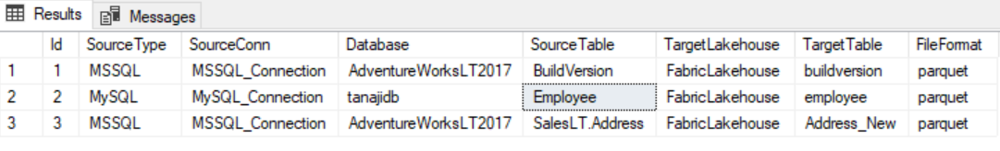 Results Messages
Id SourceType SourceConn Database SourceTable TargetLakehouse TargetTable FileFormat
1 1 MSSQL MSSQL_Connection AdventureWorksLT2017 BuildVersion FabricLakehouse buildversion parquet
2 2 MySQL MySQL_Connection tanajidb Employee FabricLakehouse employee parquet
3 3 MSSQL MSSQL_Connection AdventureWorksLT2017 SalesLT.Address FabricLakehouse Address_New parquet